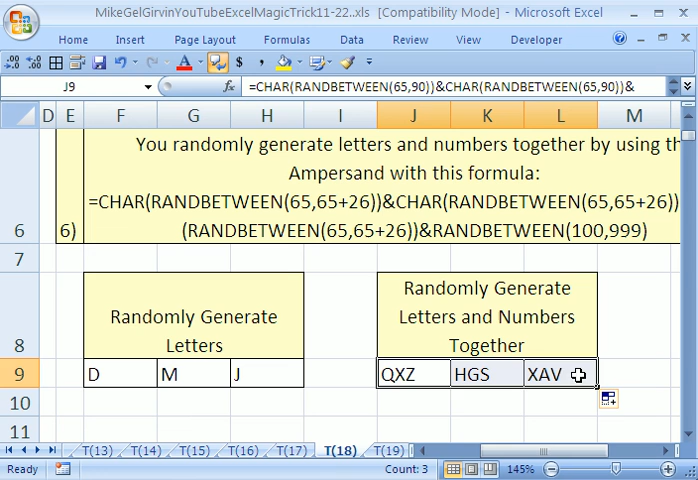 MikeGelGirvinYouTubeExcelMagicTrick11-22..xls [Compatibility Mode] - Microsoft Excel
Home Insert Page Layout Formulas Data Review View Developer
J9 fx =CHAR(RANDBETWEEN(65,90))&CHAR(RANDBETWEEN(65,90))&
D E F G H I J K L M
You randomly generate letters and numbers together by using th
Ampersand with this formula:
=CHAR(RANDBETWEEN(65,65+26))&CHAR(RANDBETWEEN(65,65+26))
6 6) (RANDBETWEEN(65,65+26))&RANDBETWEEN(100,999)
7
Randomly Generate
Randomly Generate Letters and Numbers
8 Letters Together
9 D M J QXZ HGS XAV
10
11
T(13) T(14) T(15) T(16) T(17) T(18) T(19)
Ready Count: 3 145%